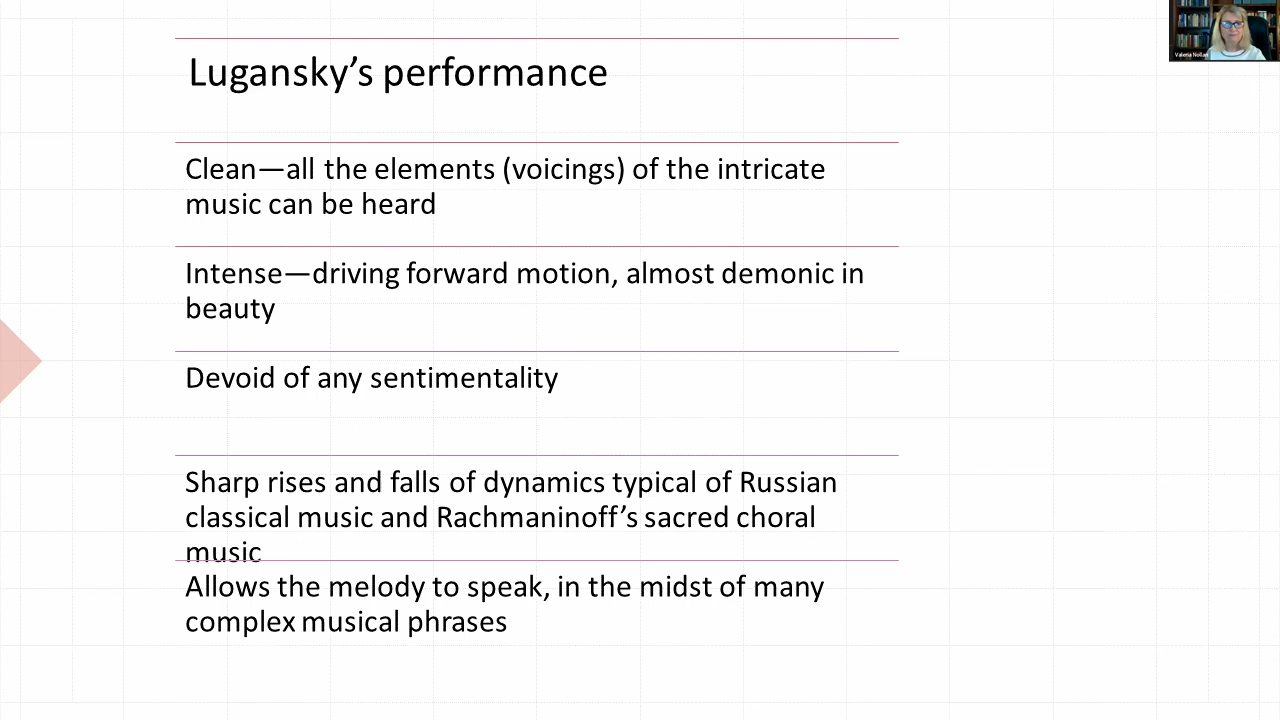 Lugansky's performance
Clean—all the elements (voicings) of the intricate
music can be heard
Intense—driving forward motion, almost demonic in
beauty
Devoid of any sentimentality
Sharp rises and falls of dynamics typical of Russian
classical music and Rachmaninoff's sacred choral
music
Allows the melody to speak, in the midst of many
complex musical phrases
Valeria Nollan